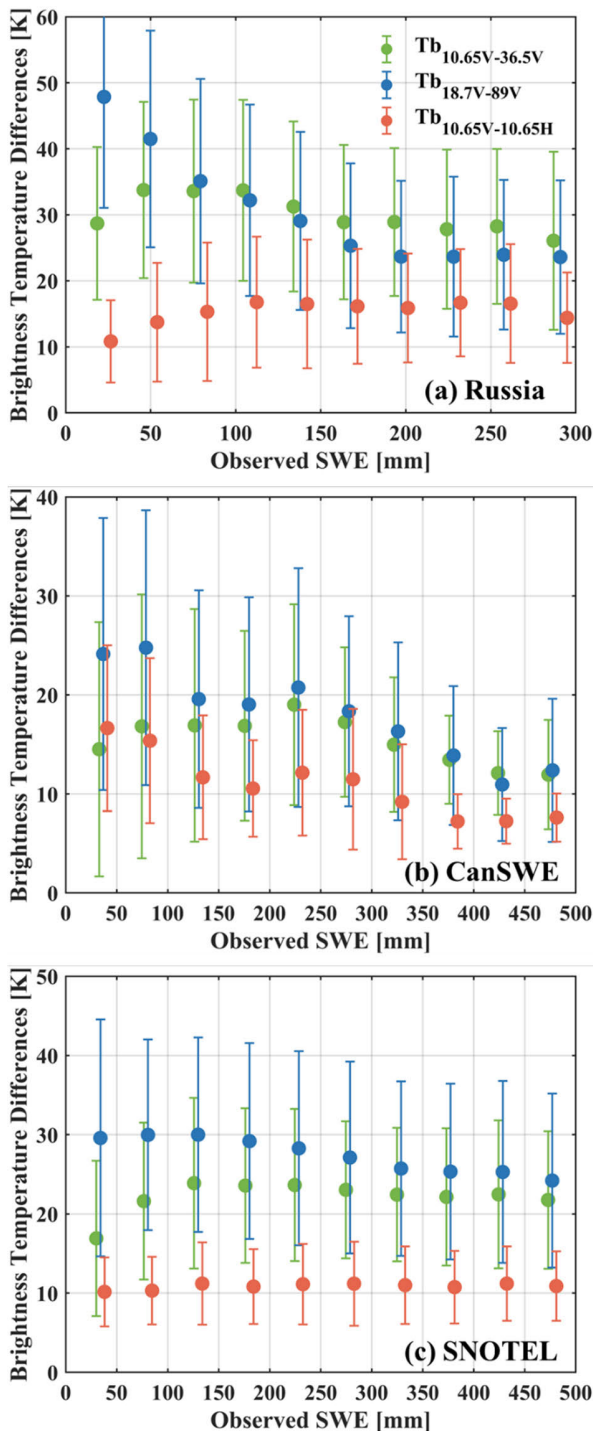 Brightness Temperature Differences [K]
60
50
40
30
20
10
0
Tb10.65V-36.5V
Tb18.7V-89V
Tb10.65V-10.65H
(a) Russia
0 50 100 150 200 250 300
Observed SWE [mm]
Brightness Temperature Differences [K]
40
30
20
10
0
(b) CanSWE
0 50 100 150 200 250 300 350 400 450 500
Observed SWE [mm]
Brightness Temperature Differences [K]
50
40
30
20
10
0
(c) SNOTEL
0 50 100 150 200 250 300 350 400 450 500
Observed SWE [mm]